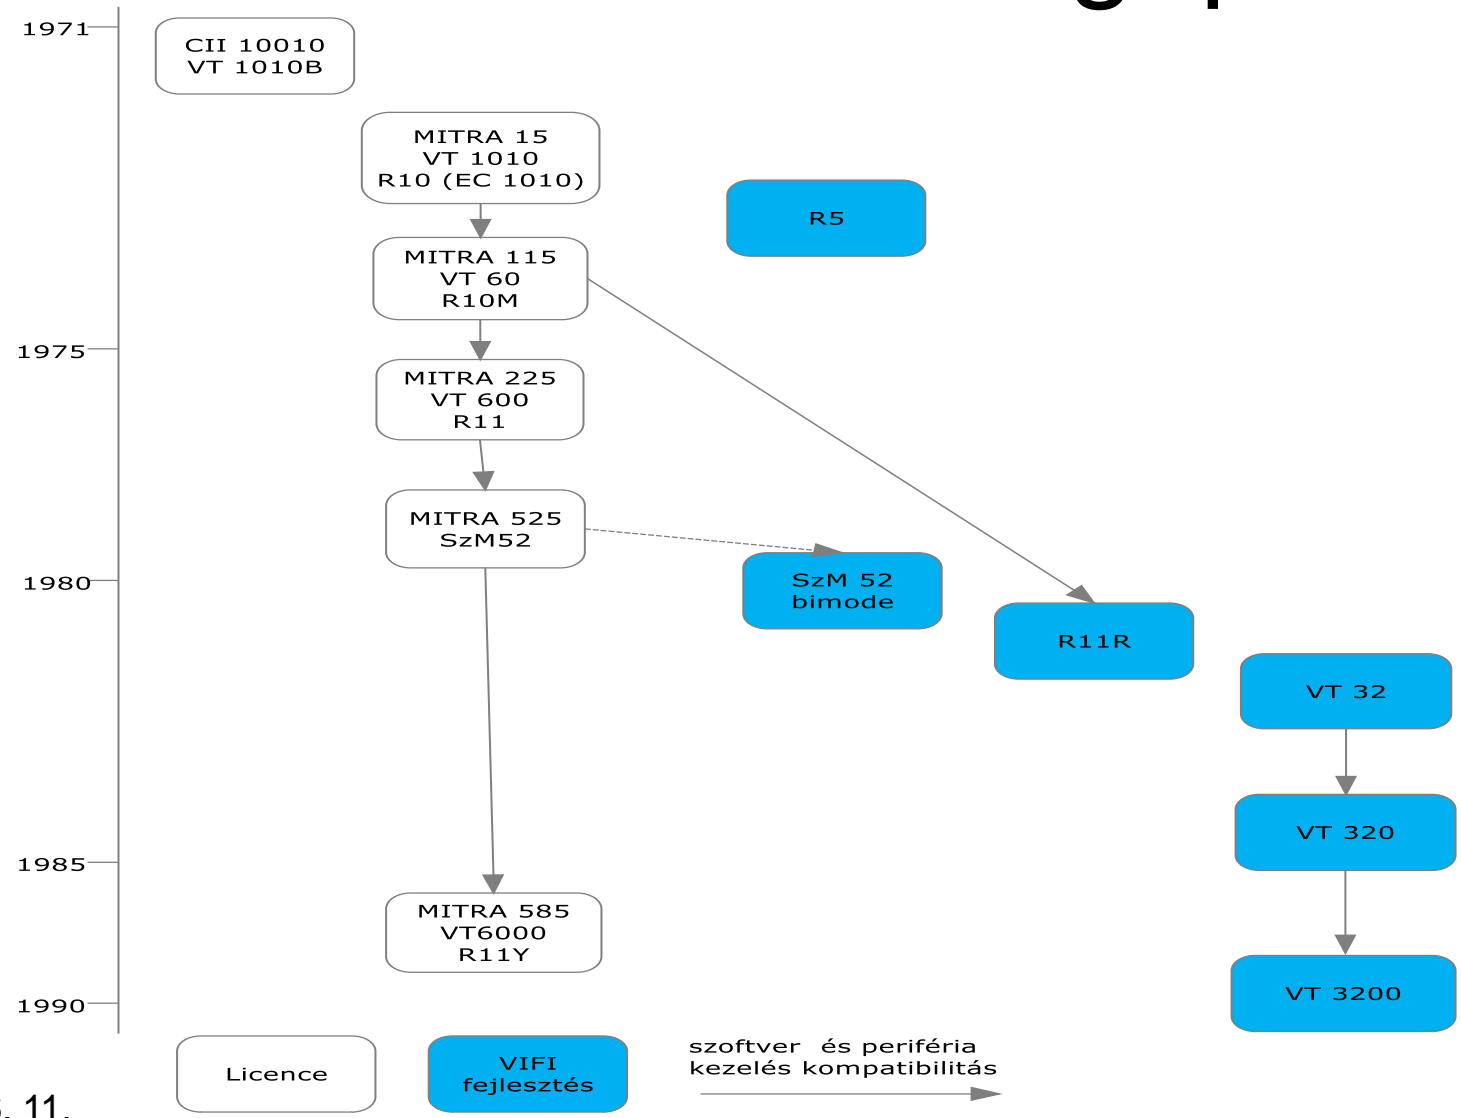 1971
CII 10010
VT 1010B
MITRA 15
VT 1010
R10 (EC 1010)
R5
MITRA 115
VT 60
R10M
1975
MITRA 225
VT 600
R11
MITRA 525
SzM52
1980
SzM 52
bimode
R11R
VT 32
VT 320
1985
MITRA 585
VT6000
R11Y
VT 3200
1990
Licence
VIFI
fejlesztés
szoftver és periféria
kezelés kompatibilitás
11.